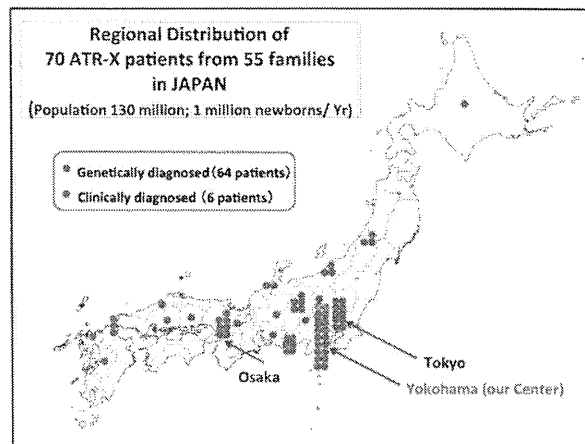 Regional Distribution of
70 ATR-X patients from 55 families
in JAPAN
(Population 130 million; 1 million newborns/ Yr)
Genetically diagnosed (64 patients)
Clinically diagnosed (6 patients)
Tokyo
Osaka
Yokohama (our Center)